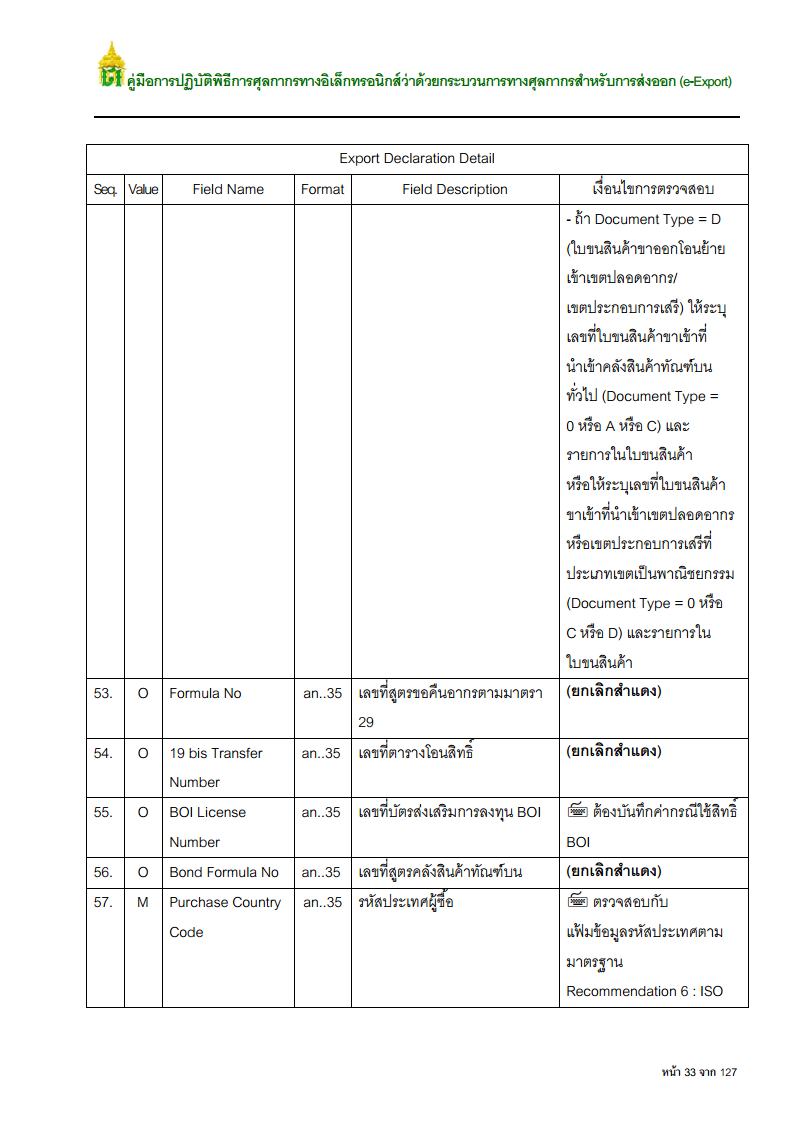 คู่มือการปฏิบัติพิธีการศุลกากรทางอิเล็กทรอนิกส์ว่าด้วยกระบวนการทางศุลกากรสำหรับการส่งออก (e-Export)
Export Declaration Detail
Seq. Value Field Name Format Field Description เงื่อนไขการตรวจสอบ
- ถ้า Document Type = D
(ใบขนสินค้าขาออกโอนย้าย
เข้าเขตปลอดอากร/
เขตประกอบการเสรี) ให้ระบุ
เลขที่ใบขนสินค้าขาเข้าที่
นำเข้าคลังสินค้าทัณฑ์บน
ทั่วไป (Document Type =
0 หรือ A หรือ C) และ
รายการในใบขนสินค้า
หรือให้ระบุเลขที่ใบขนสินค้า
ขาเข้าที่นำเข้าเขตปลอดอากร
หรือเขตประกอบการเสรีที่
ประเภทเขตเป็นพาณิชยกรรม
(Document Type = 0 หรือ
C หรือ D) และรายการใน
ใบขนสินค้า
53. O Formula No an..35 เลขที่สูตรขอคืนอากรตามมาตรา (ยกเลิกสำแดง)
29
54. O 19 bis Transfer an..35 เลขที่ตารางโอนสิทธิ์ (ยกเลิกสำแดง)
Number
55. O BOI License an..35 เลขที่บัตรส่งเสริมการลงทุน BOI ต้องบันทึกค่ากรณีใช้สิทธิ์
Number BOI
56. O Bond Formula No an..35 เลขที่สูตรคลังสินค้าทัณฑ์บน (ยกเลิกสำแดง)
57. M Purchase Country an..35 รหัสประเทศผู้ซื้อ ตรวจสอบกับ
Code แฟ้มข้อมูลรหัสประเทศตาม
มาตรฐาน
Recommendation 6 : ISO
หน้า 33 จาก 127